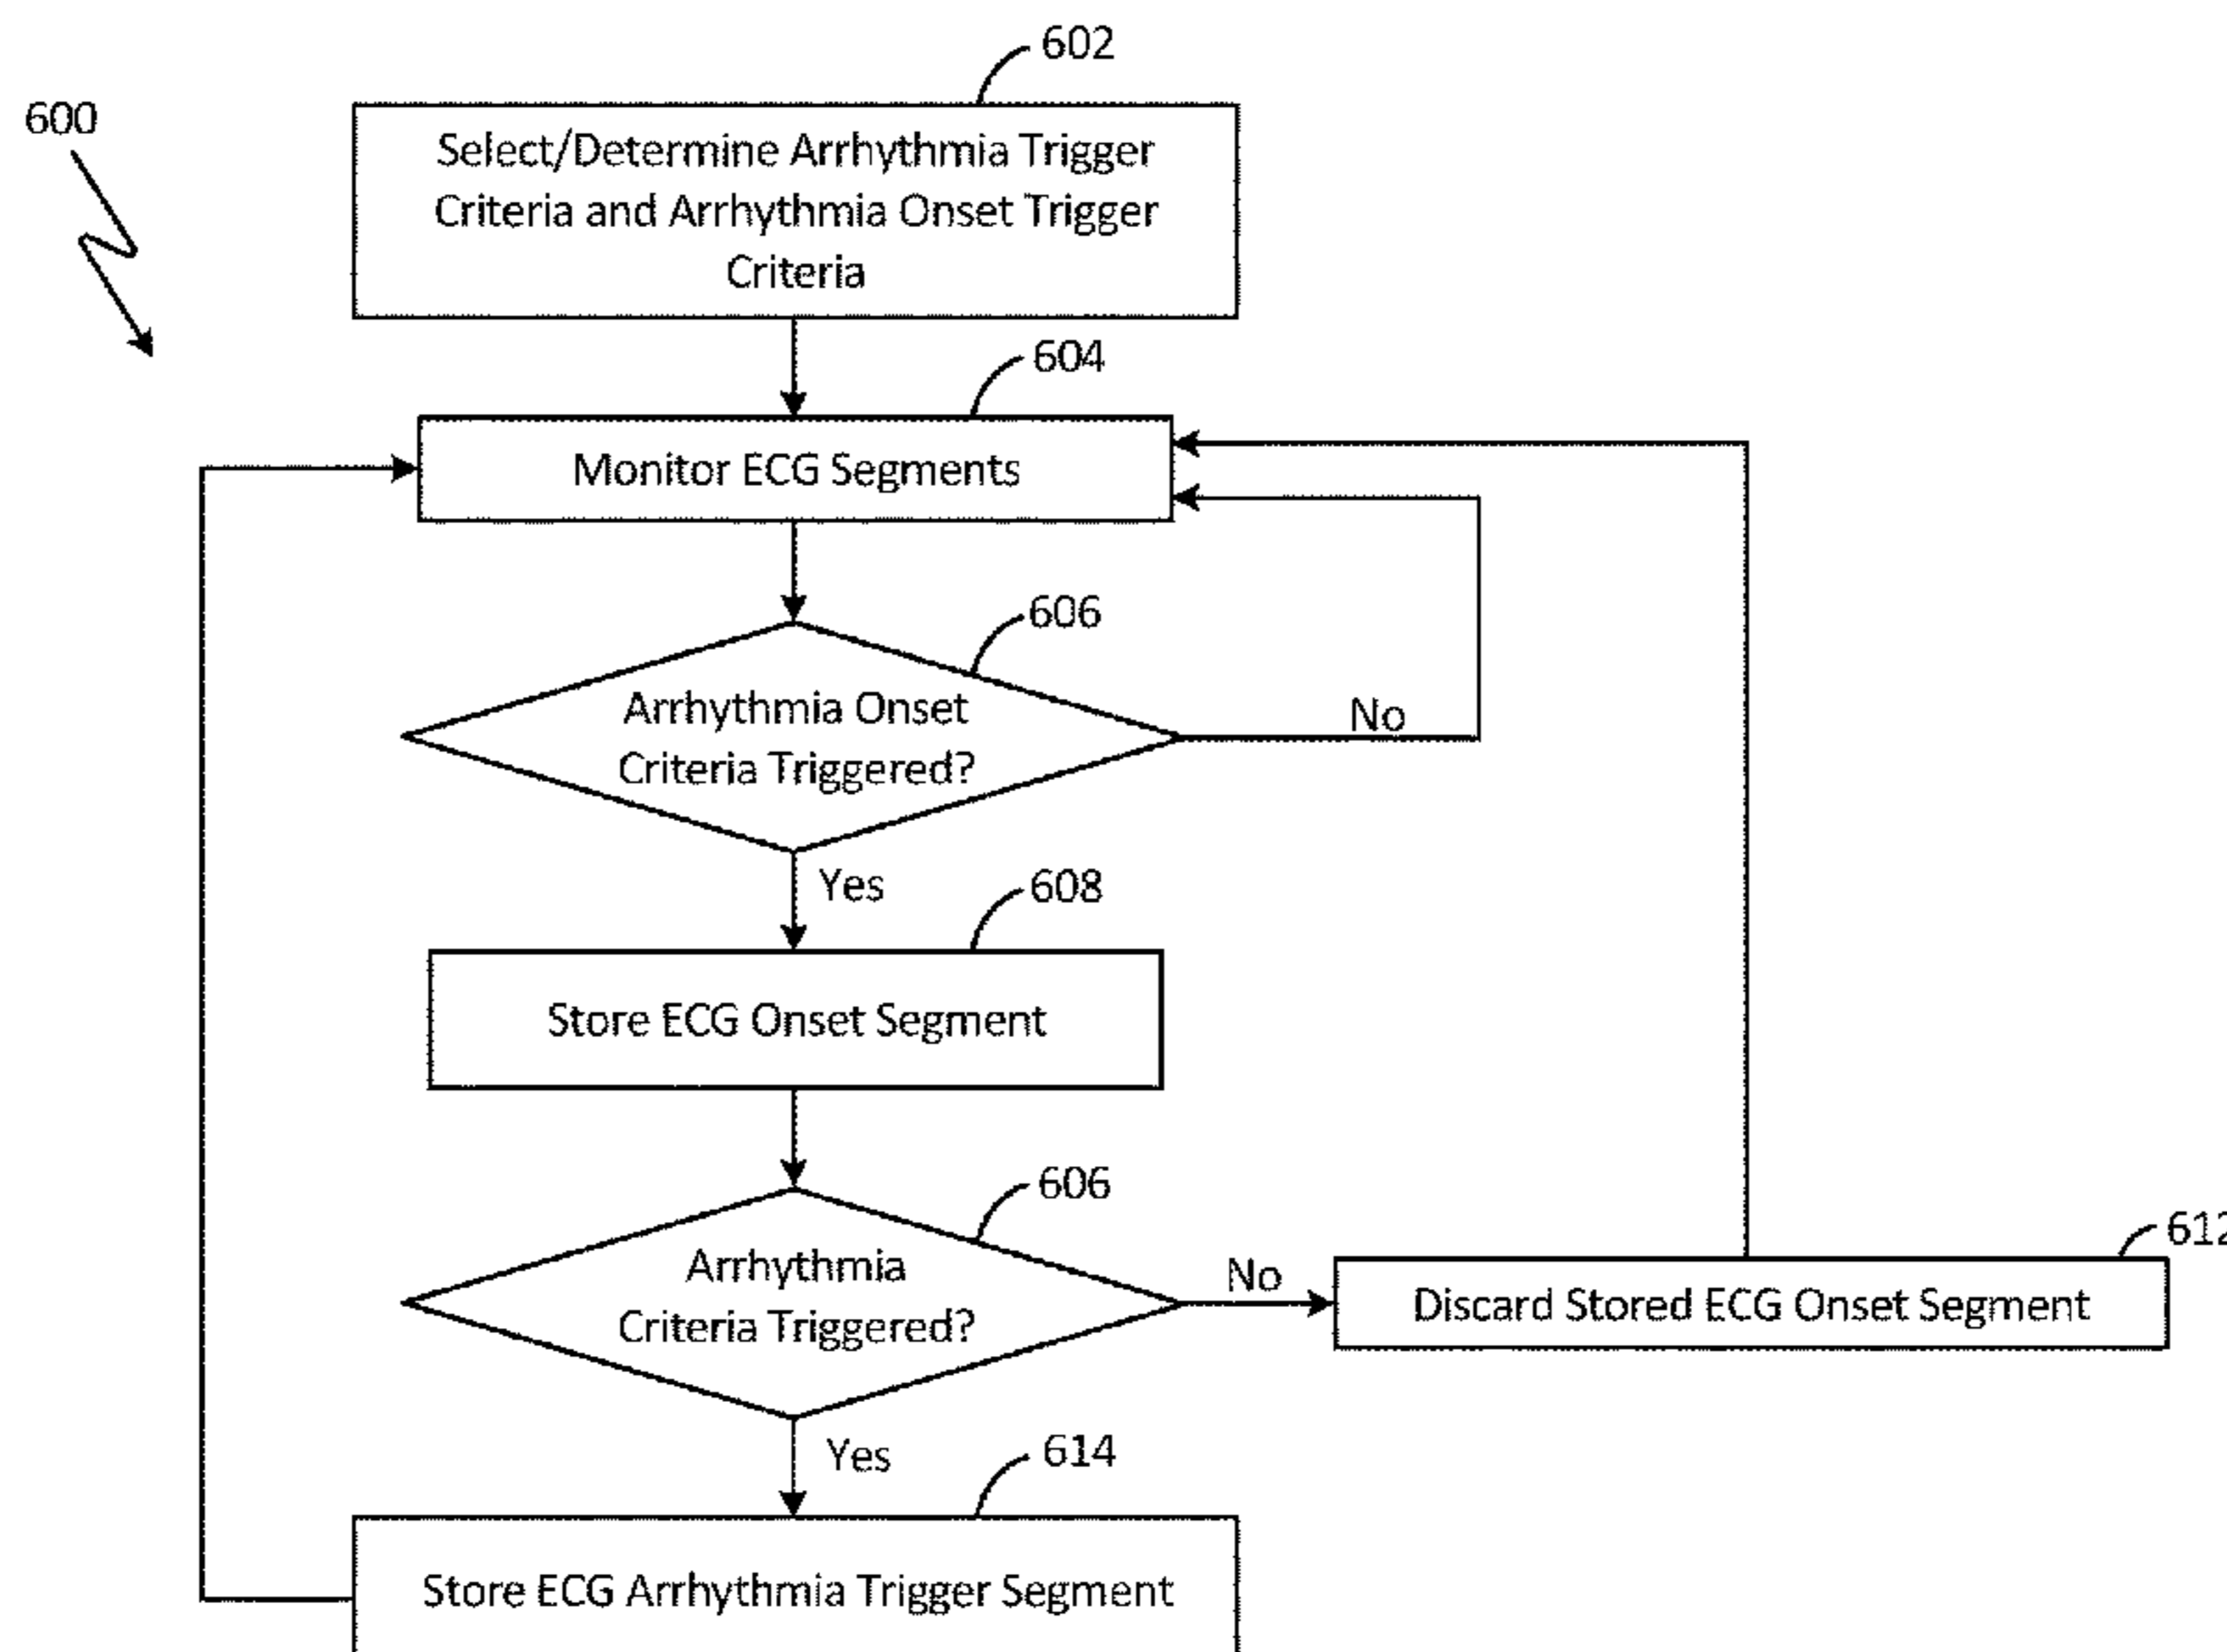 602
600
Select/Determine Arrhythmia Trigger
Criteria and Arrhythmia Onset Trigger
Criteria
604
Monitor ECG Segments
606
Arrhythmia Onset
Criteria Triggered?
No
Yes
608
Store ECG Onset Segment
606
Arrhythmia
Criteria Triggered?
No
612
Discard Stored ECG Onset Segment
Yes
614
Store ECG Arrhythmia Trigger Segment